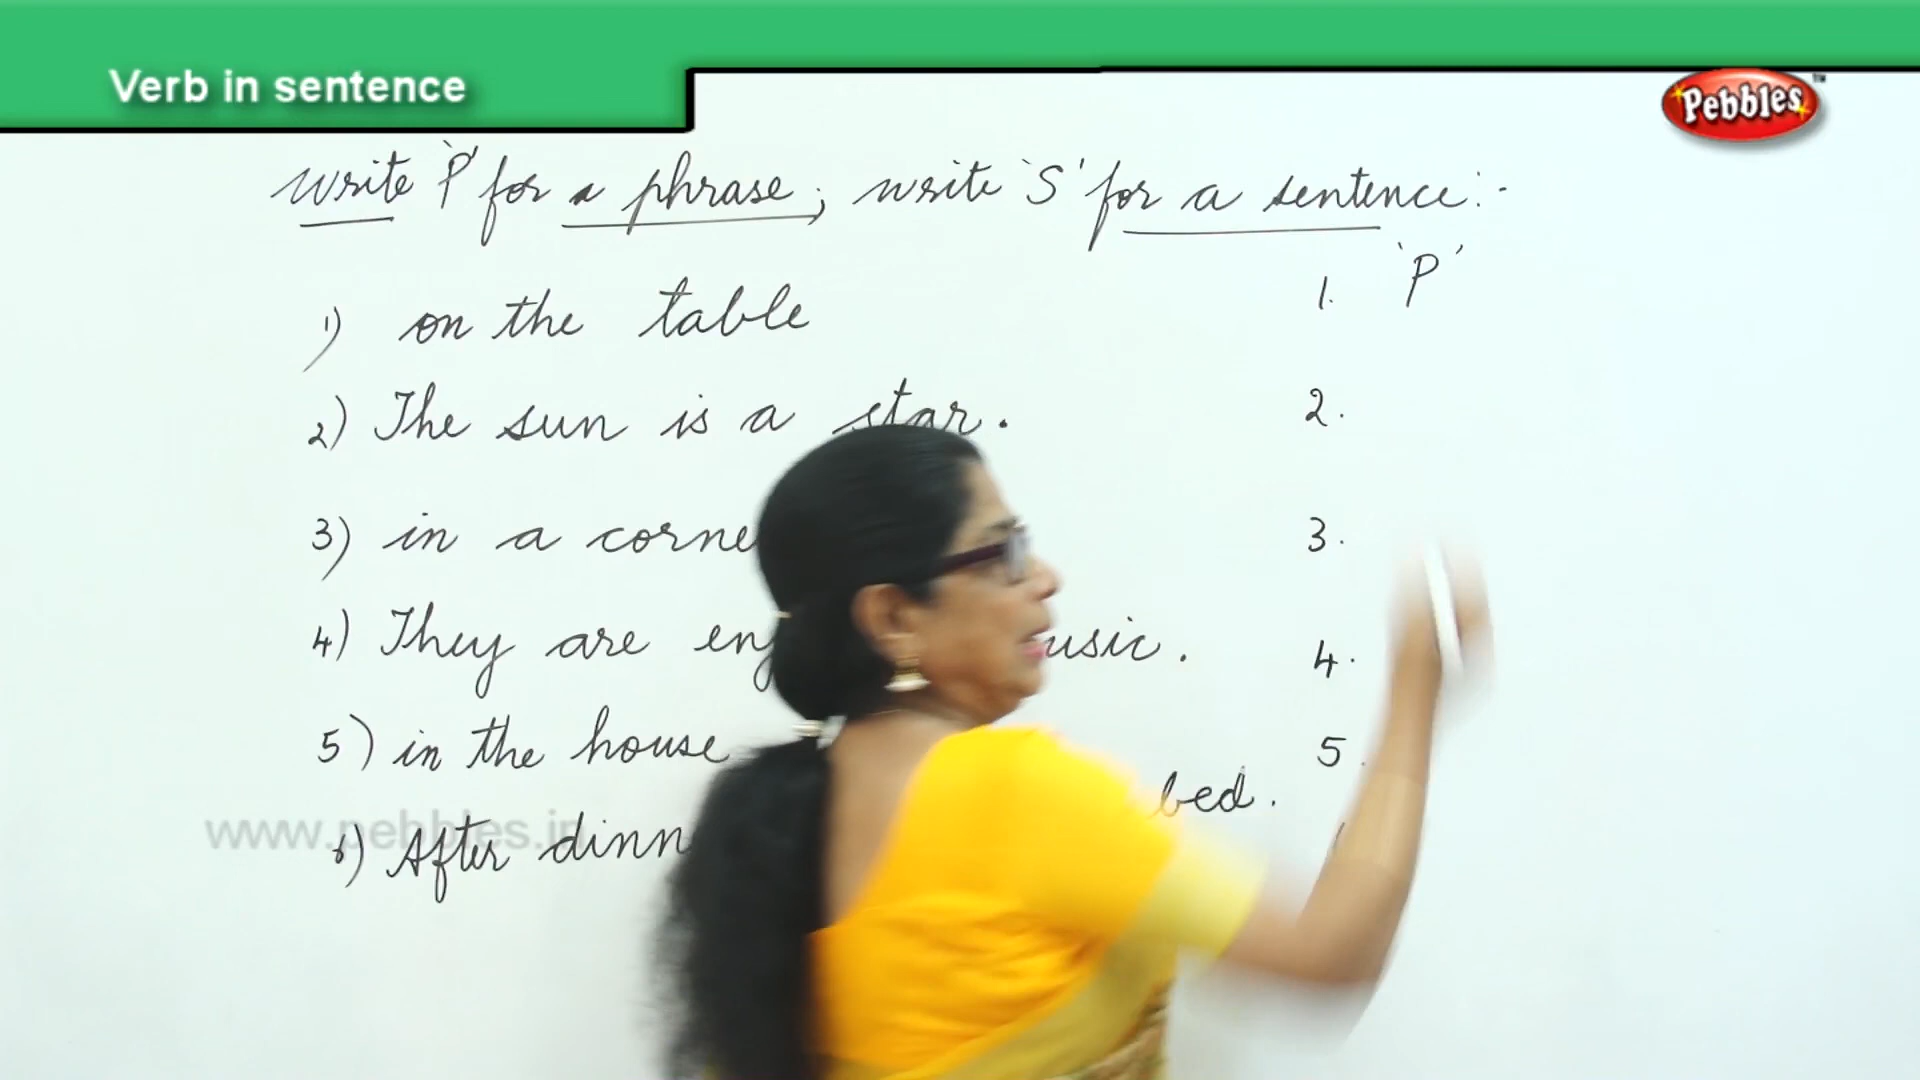 Verb in sentence
Pebbles™
write 'P' for a phrase; write 'S' for a sentence:-
1) on the table
1. 'P'
2) The sun is a star.
2.
3) in a corne
3.
4) They are enj usic.
4.
5) in the house
5.
6) After dinn bed.
www.pebbles.in